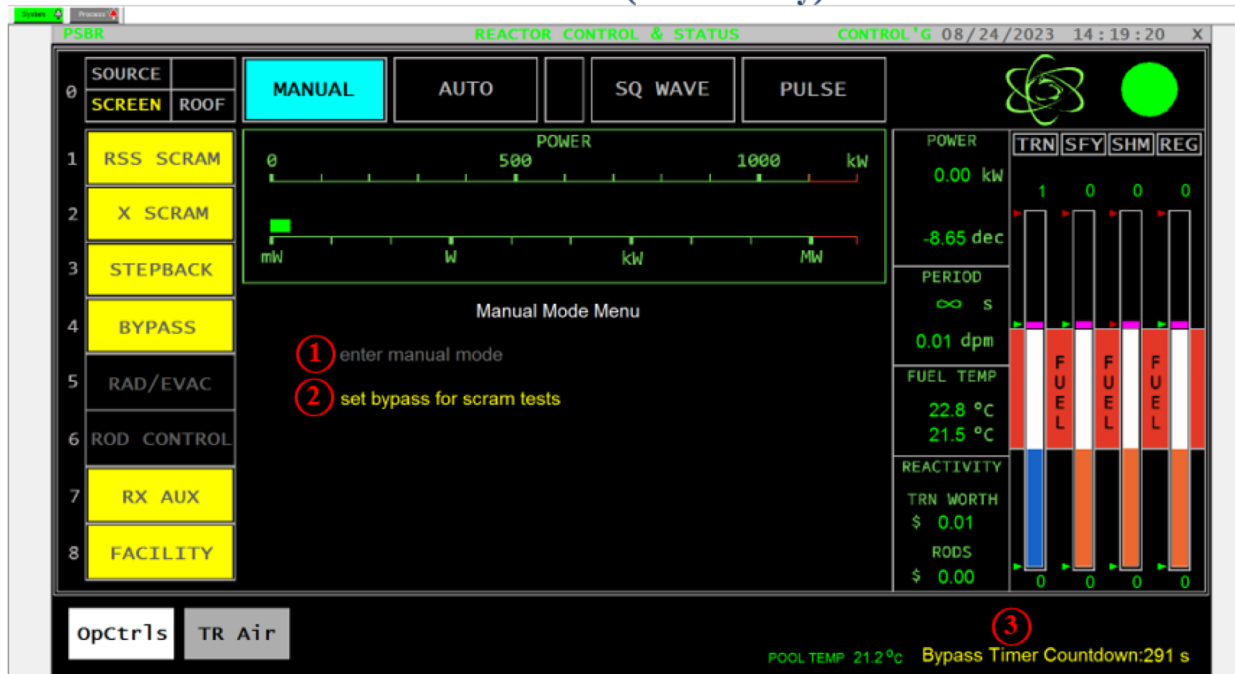 System
Process
PSBR REACTOR CONTROL & STATUS CONTROL'G 08/24/2023 14:19:20 X
0 SOURCE
SCREEN ROOF
MANUAL AUTO SQ WAVE PULSE
1 RSS SCRAM
2 X SCRAM
3 STEPBACK
4 BYPASS
5 RAD/EVAC
6 ROD CONTROL
7 RX AUX
8 FACILITY
POWER
0 500 1000 kW
mW W kW MW
Manual Mode Menu
1 enter manual mode
2 set bypass for scram tests
POWER
0.00 kW
-8.65 dec
PERIOD
∞ s
0.01 dpm
FUEL TEMP
22.8 °C
21.5 °C
REACTIVITY
TRN WORTH
$ 0.01
RODS
$ 0.00
TRN SFY SHM REG
1 0 0 0
FUEL FUEL FUEL
0 0 0 0
OpCtrls TR Air
3
POOL TEMP 21.2 °C Bypass Timer Countdown:291 s